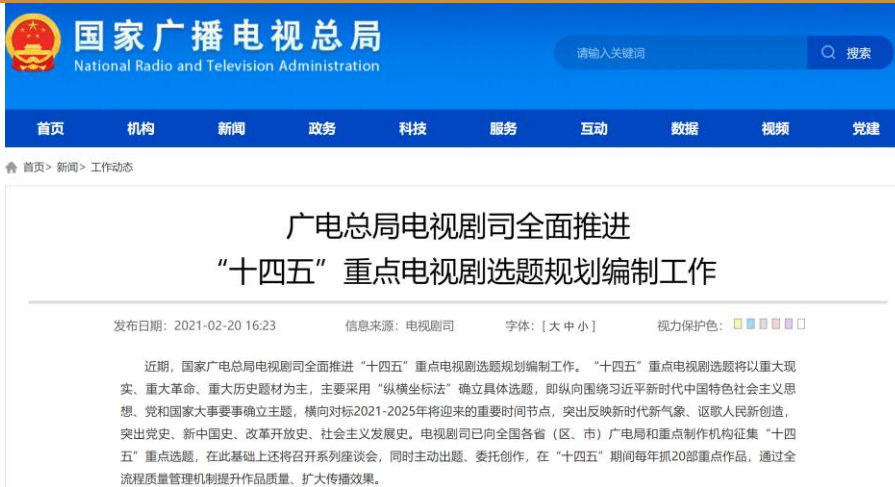 国家广播电视总局
National Radio and Television Administration
请输入关键词
搜索
首页 机构 新闻 政务 科技 服务 互动 数据 视频 党建
首页> 新闻> 工作动态
广电总局电视剧司全面推进
“十四五”重点电视剧选题规划编制工作
发布日期：2021-02-20 16:23 信息来源：电视剧司 字体：[大 中 小] 视力保护色：
近期，国家广电总局电视剧司全面推进“十四五”重点电视剧选题规划编制工作。“十四五”重点电视剧选题将以重大现
实、重大革命、重大历史题材为主，主要采用“纵横坐标法”确立具体选题，即纵向围绕习近平新时代中国特色社会主义思
想、党和国家大事要事确立主题，横向对标2021-2025年将迎来的重要时间节点，突出反映新时代新气象、讴歌人民新创造，
突出党史、新中国史、改革开放史、社会主义发展史。电视剧司已向全国各省（区、市）广电局和重点制作机构征集“十四
五”重点选题，在此基础上还将召开系列座谈会，同时主动出题、委托创作，在“十四五”期间每年抓20部重点作品，通过全
流程质量管理机制提升作品质量、扩大传播效果。